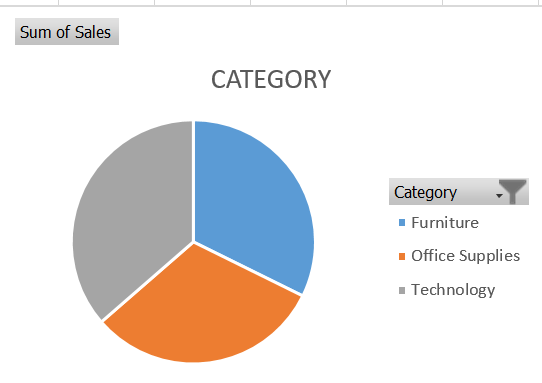 Sum of Sales
CATEGORY
Category
Furniture
Office Supplies
Technology